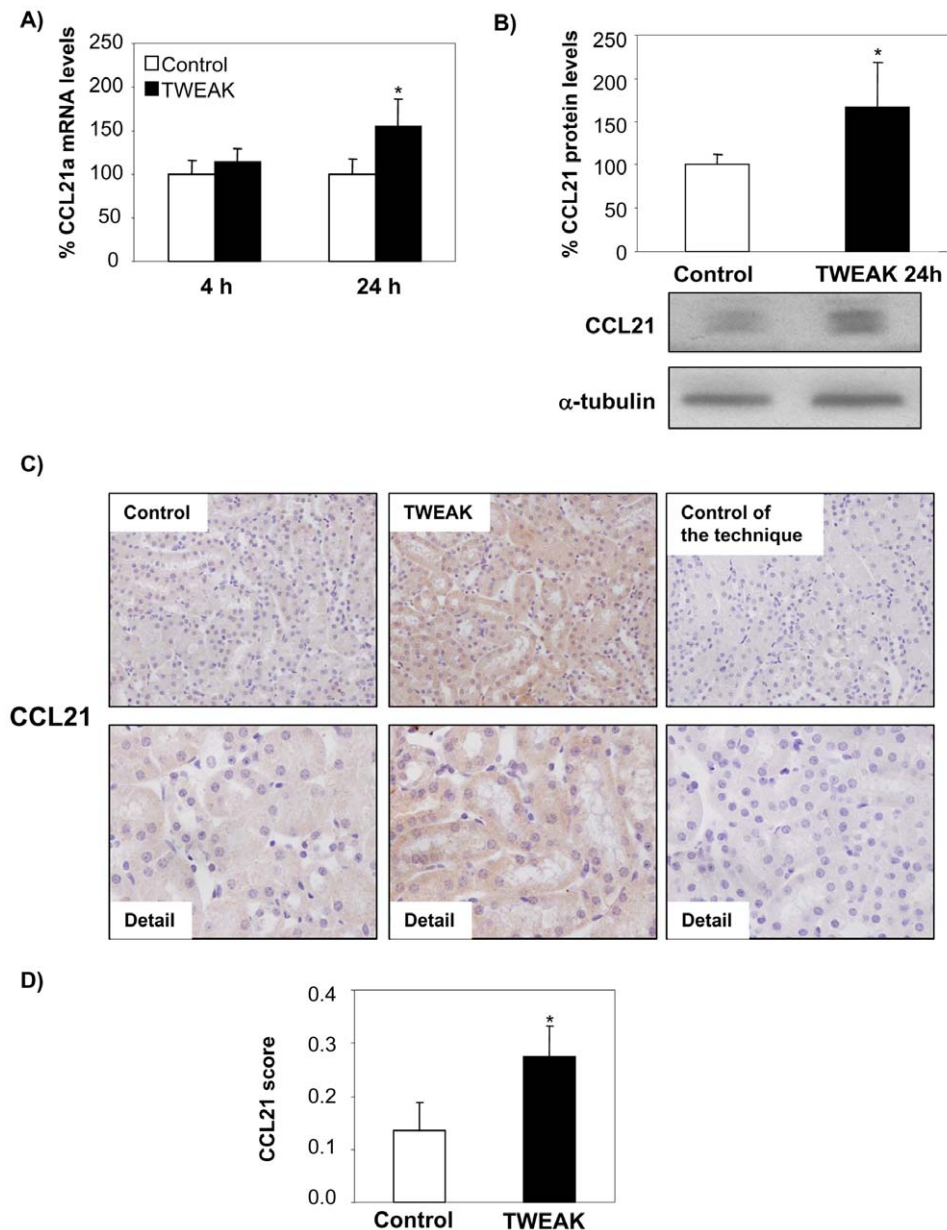 A)
% CCL21a mRNA levels
250
200
150
100
50
0
Control
TWEAK
*
4 h
24 h
B)
% CCL21 protein levels
250
200
150
100
50
0
*
Control
TWEAK 24h
CCL21
α-tubulin
C)
CCL21
Control
TWEAK
Control of
the technique
Detail
Detail
Detail
D)
CCL21 score
0.4
0.3
0.2
0.1
0.0
*
Control
TWEAK